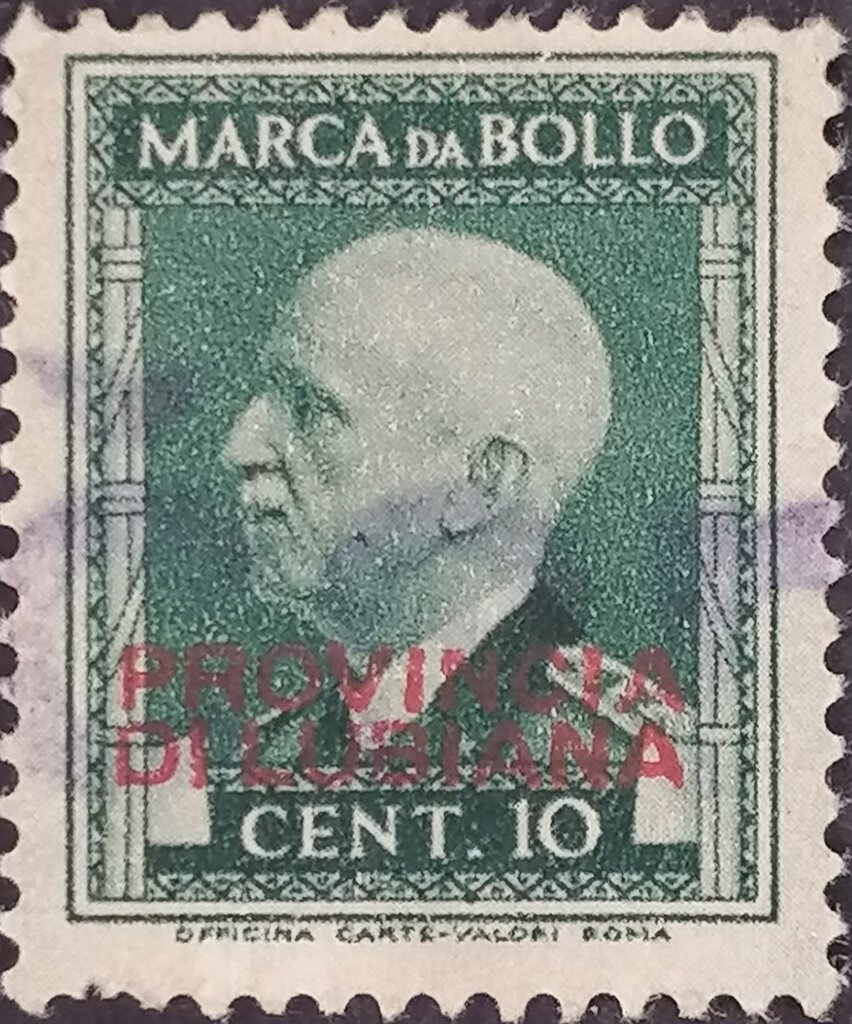 MARCA DA BOLLO
PROVINCIA
DI LUBIANA
CENT. 10
OFFICINA CARTE-VALORI ROMA